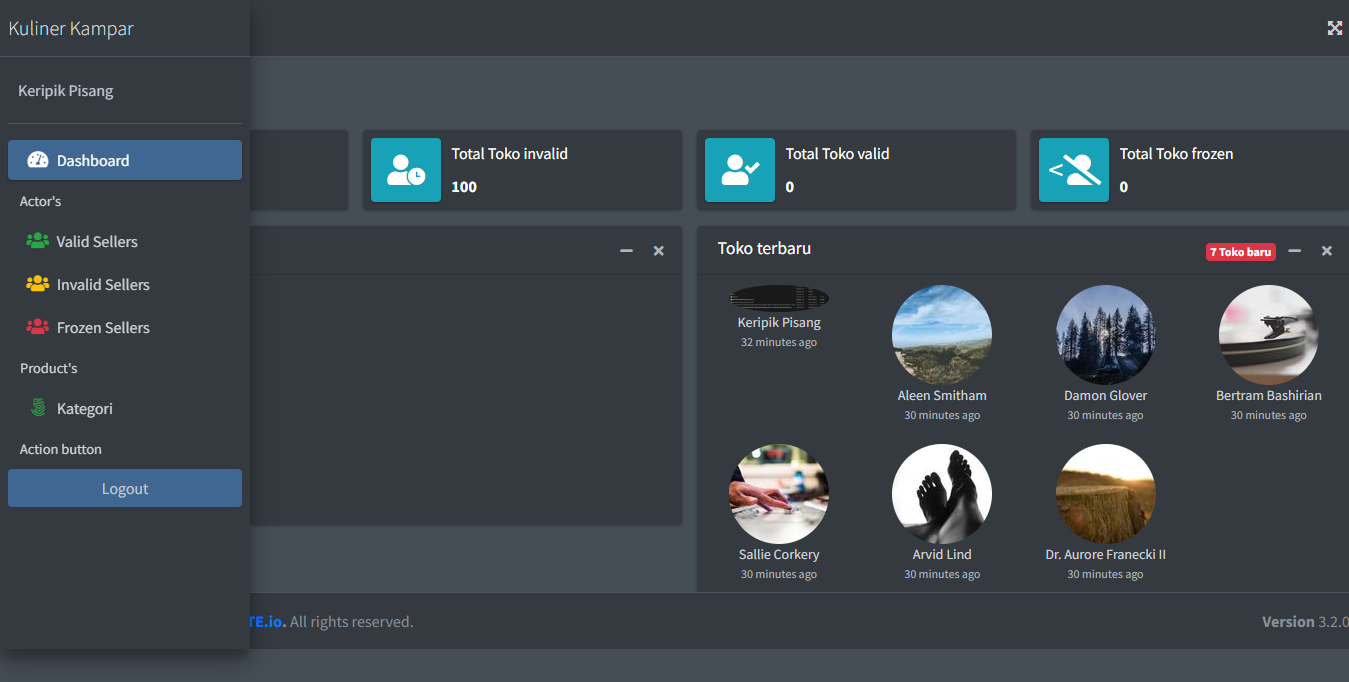 Kuliner Kampar
Keripik Pisang
Dashboard
Actor's
Valid Sellers
Invalid Sellers
Frozen Sellers
Product's
Kategori
Action button
Logout
Total Toko invalid
100
Total Toko valid
0
<
Total Toko frozen
0
Toko terbaru
7 Toko baru
Keripik Pisang
32 minutes ago
Aleen Smitham
30 minutes ago
Damon Glover
30 minutes ago
Bertram Bashirian
30 minutes ago
Sallie Corkery
30 minutes ago
Arvid Lind
30 minutes ago
Dr. Aurore Franecki II
30 minutes ago
TE.io. All rights reserved.
Version 3.2.0